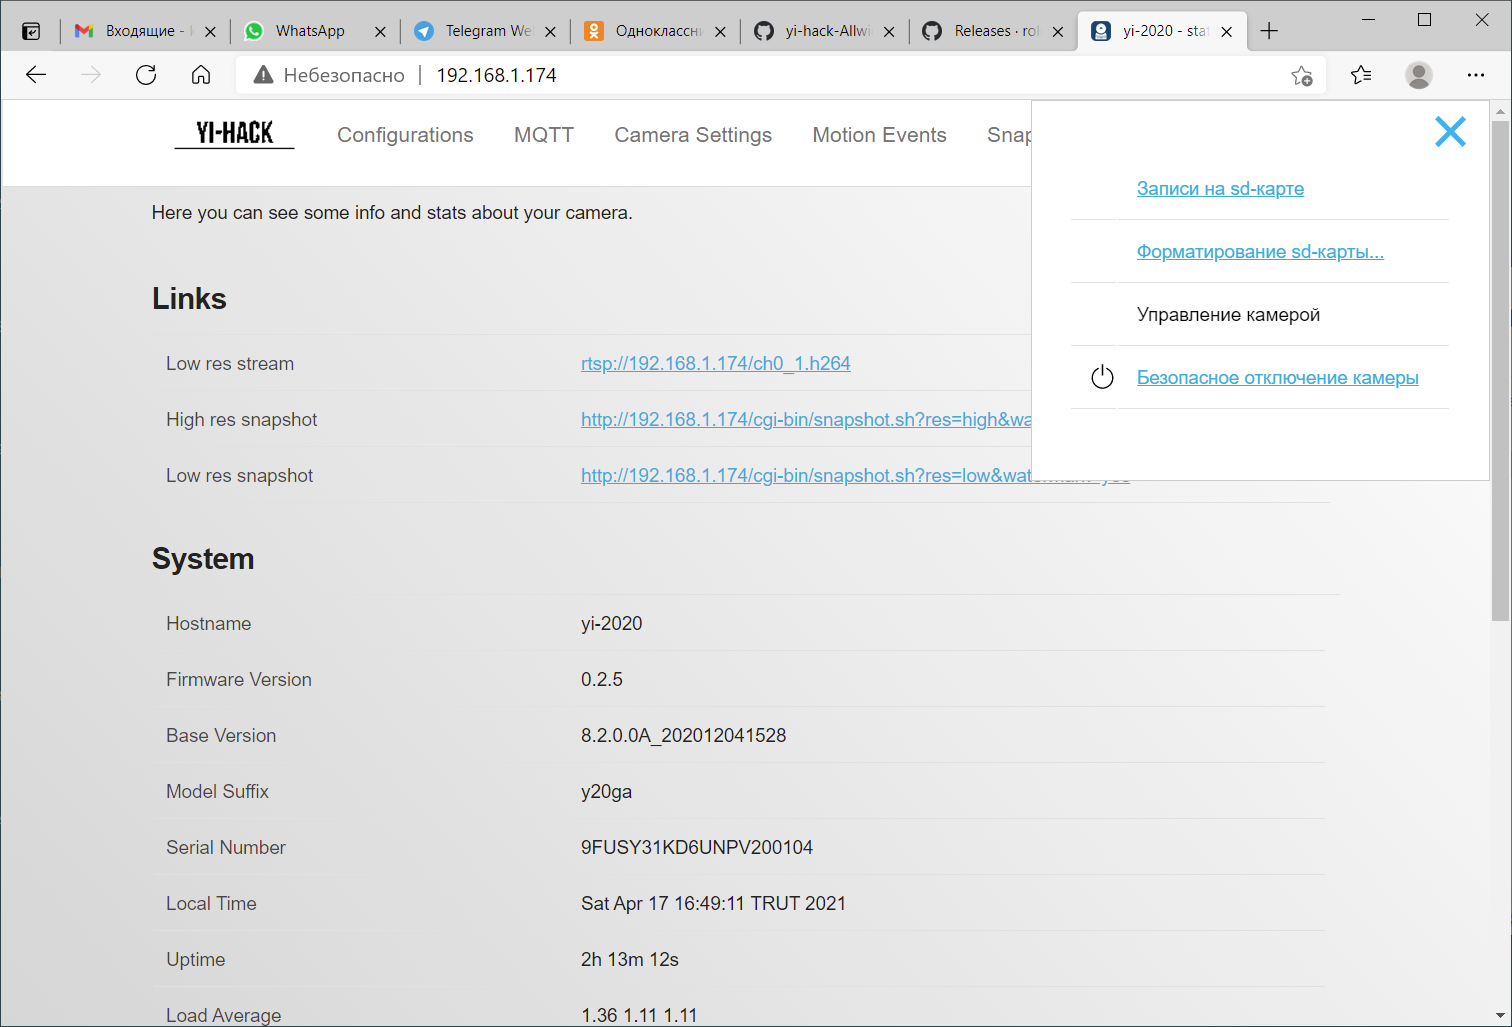 Входящие -
WhatsApp
Telegram We
Одноклассн
yi-hack-Allwi
Releases · rol
yi-2020 - stat
Небезопасно
192.168.1.174
YI-HACK
Configurations
MQTT
Camera Settings
Motion Events
Snap
Записи на sd-карте
Форматирование sd-карты...
Управление камерой
Безопасное отключение камеры
Here you can see some info and stats about your camera.
Links
Low res stream rtsp://192.168.1.174/ch0_1.h264
High res snapshot http://192.168.1.174/cgi-bin/snapshot.sh?res=high&wa
Low res snapshot http://192.168.1.174/cgi-bin/snapshot.sh?res=low&watermark=yes
System
Hostname yi-2020
Firmware Version 0.2.5
Base Version 8.2.0.0A_202012041528
Model Suffix y20ga
Serial Number 9FUSY31KD6UNPV200104
Local Time Sat Apr 17 16:49:11 TRUT 2021
Uptime 2h 13m 12s
Load Average 1.36 1.11 1.11